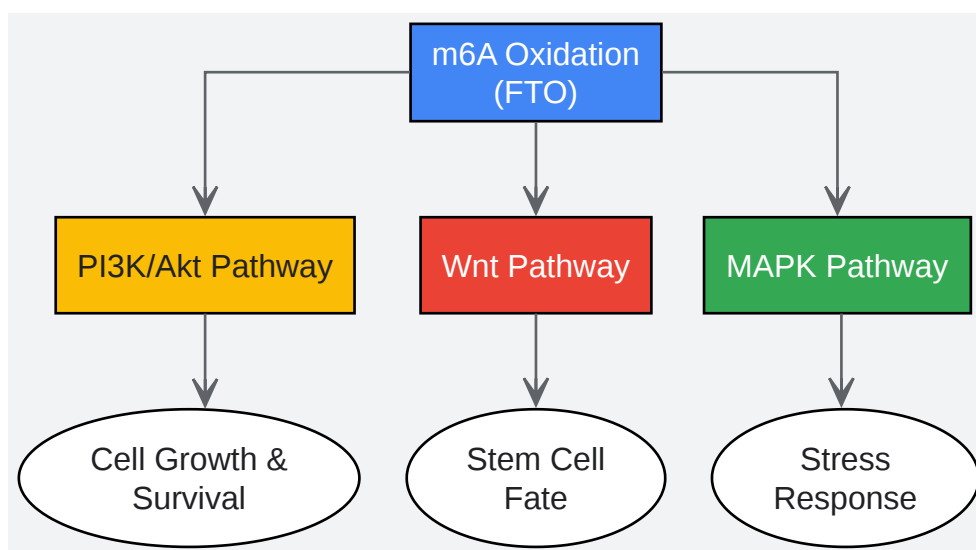 m6A Oxidation
(FTO)
PI3K/Akt Pathway
Wnt Pathway
MAPK Pathway
Cell Growth &
Survival
Stem Cell
Fate
Stress
Response